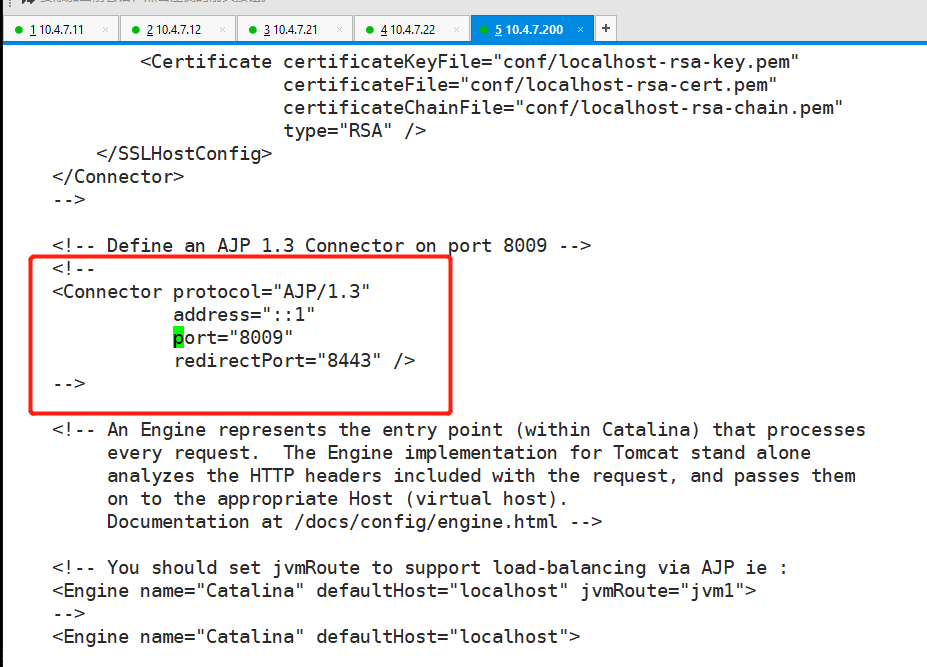 1 10.4.7.11 × 2 10.4.7.12 × 3 10.4.7.21 × 4 10.4.7.22 × 5 10.4.7.200 × +
<Certificate certificateKeyFile="conf/localhost-rsa-key.pem"
certificateFile="conf/localhost-rsa-cert.pem"
certificateChainFile="conf/localhost-rsa-chain.pem"
type="RSA" />
</SSLHostConfig>
</Connector>
-->
<!-- Define an AJP 1.3 Connector on port 8009 -->
<!--
<Connector protocol="AJP/1.3"
address="::1"
port="8009"
redirectPort="8443" />
-->
<!-- An Engine represents the entry point (within Catalina) that processes
every request.  The Engine implementation for Tomcat stand alone
analyzes the HTTP headers included with the request, and passes them
on to the appropriate Host (virtual host).
Documentation at /docs/config/engine.html -->
<!-- You should set jvmRoute to support load-balancing via AJP ie :
<Engine name="Catalina" defaultHost="localhost" jvmRoute="jvm1">
-->
<Engine name="Catalina" defaultHost="localhost">